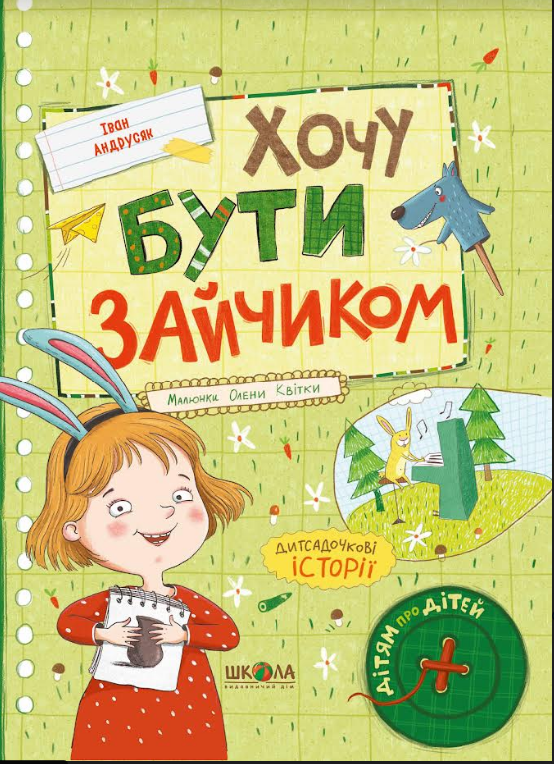 Іван
Андрусяк
Хочу
бути
зайчиком
Малюнки Олени Квітки
Дитсадочкові
історії
Дітям про дітей
ШКОЛА
видавничий дім